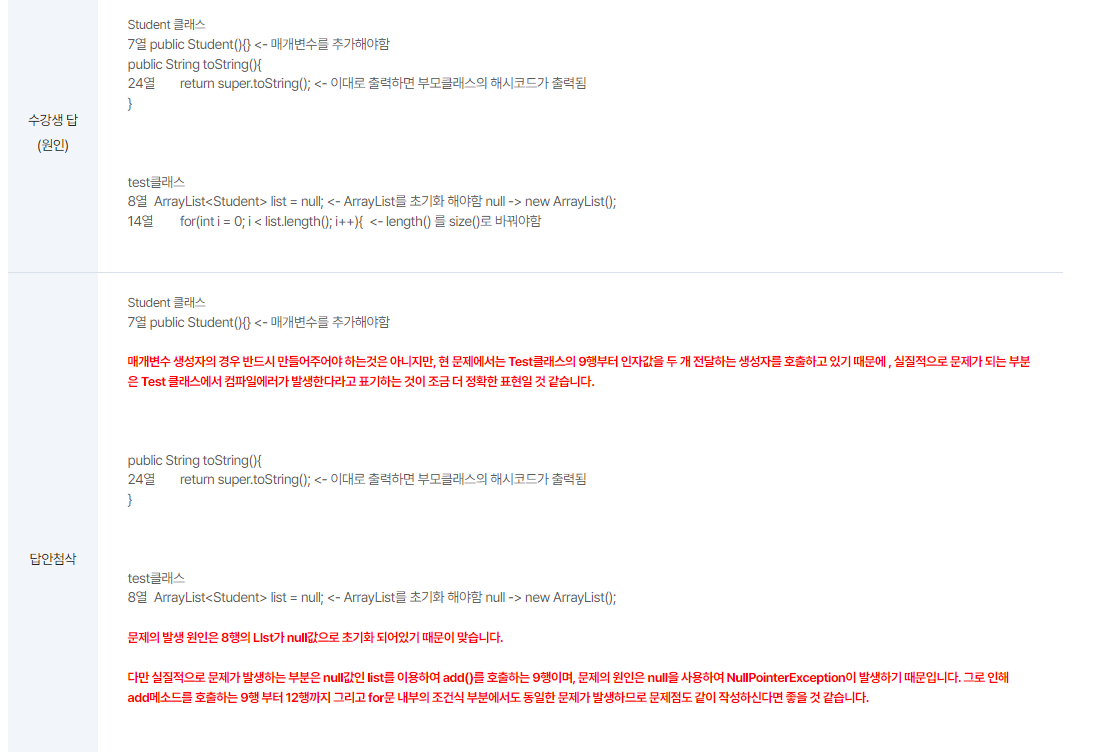 Student 클래스
7열 public Student(){} <- 매개변수를 추가해야함
public String toString(){
24열 return super.toString(); <- 이대로 출력하면 부모클래스의 해시코드가 출력됨
}
수강생 답
(원인)
test클래스
8열 ArrayList<Student> list = null; <- ArrayList를 초기화 해야함 null -> new ArrayList();
14열 for(int i = 0; i < list.length(); i++){ <- length() 를 size()로 바꿔야함
Student 클래스
7열 public Student(){} <- 매개변수를 추가해야함
매개변수 생성자의 경우 반드시 만들어주어야 하는것은 아니지만, 현 문제에서는 Test클래스의 9행부터 인자값을 두 개 전달하는 생성자를 호출하고 있기 때문에 , 실질적으로 문제가 되는 부분
은 Test 클래스에서 컴파일에러가 발생한다라고 표기하는 것이 조금 더 정확한 표현일 것 같습니다.
public String toString(){
24열 return super.toString(); <- 이대로 출력하면 부모클래스의 해시코드가 출력됨
}
답안첨삭
test클래스
8열 ArrayList<Student> list = null; <- ArrayList를 초기화 해야함 null -> new ArrayList();
문제의 발생 원인은 8행의 LIst가 null값으로 초기화 되어있기 때문이 맞습니다.
다만 실질적으로 문제가 발생하는 부분은 null값인 list를 이용하여 add()를 호출하는 9행이며, 문제의 원인은 null을 사용하여 NullPointerException이 발생하기 때문입니다. 그로 인해
add메소드를 호출하는 9행 부터 12행까지 그리고 for문 내부의 조건식 부분에서도 동일한 문제가 발생하므로 문제점도 같이 작성하신다면 좋을 것 같습니다.